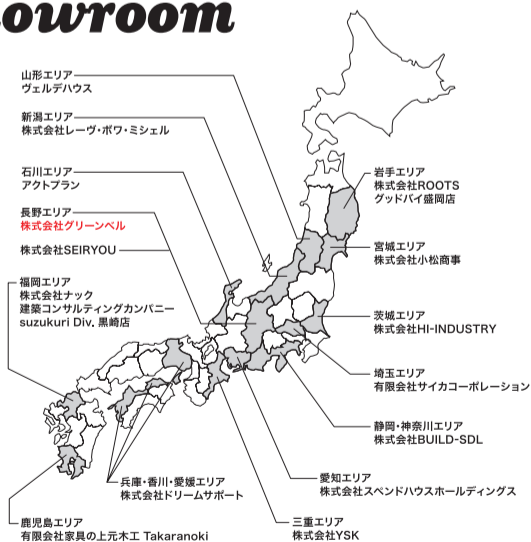 owroom
山形エリア
ヴェルデハウス
新潟エリア
株式会社レーヴ・ボワ・ミシェル
石川エリア
アクトプラン
長野エリア
株式会社グリーンベル
株式会社SEIRYOU
福岡エリア
株式会社ナック
建築コンサルティングカンパニー
suzukuri Div. 黒崎店
岩手エリア
株式会社ROOTS
グッドバイ盛岡店
宮城エリア
株式会社小松商事
茨城エリア
株式会社HI-INDUSTRY
埼玉エリア
有限会社サイカコーポレーション
静岡・神奈川エリア
株式会社BUILD-SDL
愛知エリア
株式会社スペンドハウスホールディングス
兵庫・香川・愛媛エリア
株式会社ドリームサポート
鹿児島エリア
有限会社家具の上元木工 Takaranoki
三重エリア
株式会社YSK